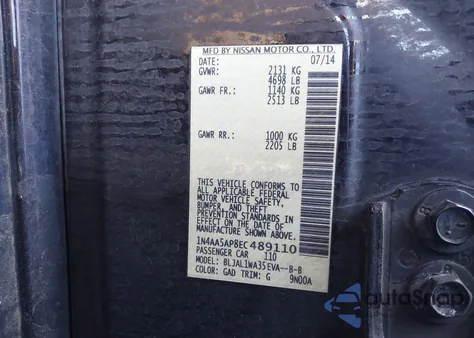 MFD BY NISSAN MOTOR CO., LTD.
DATE: 07/14
GVWR: 2131 KG
4698 LB
GAWR FR.: 1140 KG
2513 LB
GAWR RR.: 1000 KG
2205 LB
THIS VEHICLE CONFORMS TO
ALL APPLICABLE FEDERAL
MOTOR VEHICLE SAFETY,
BUMPER, AND THEFT
PREVENTION STANDARDS IN
EFFECT ON THE DATE OF
MANUFACTURE SHOWN ABOVE.
1N4AA5AP8EC489110
PASSENGER CAR 110
MODEL: BLJAL1WA35EVA--B-B
COLOR: GAD TRIM: G 9N00A
autoSnap